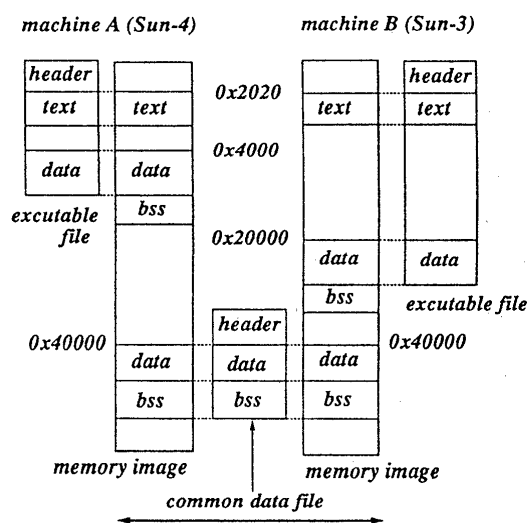 machine A (Sun-4)
machine B (Sun-3)
header
header
0x2020
text
text
text
text
0x4000
data
data
bss
excutable
file
0x20000
data
data
bss
excutable file
header
0x40000
0x40000
data
data
data
bss
bss
bss
memory image
memory image
common data file